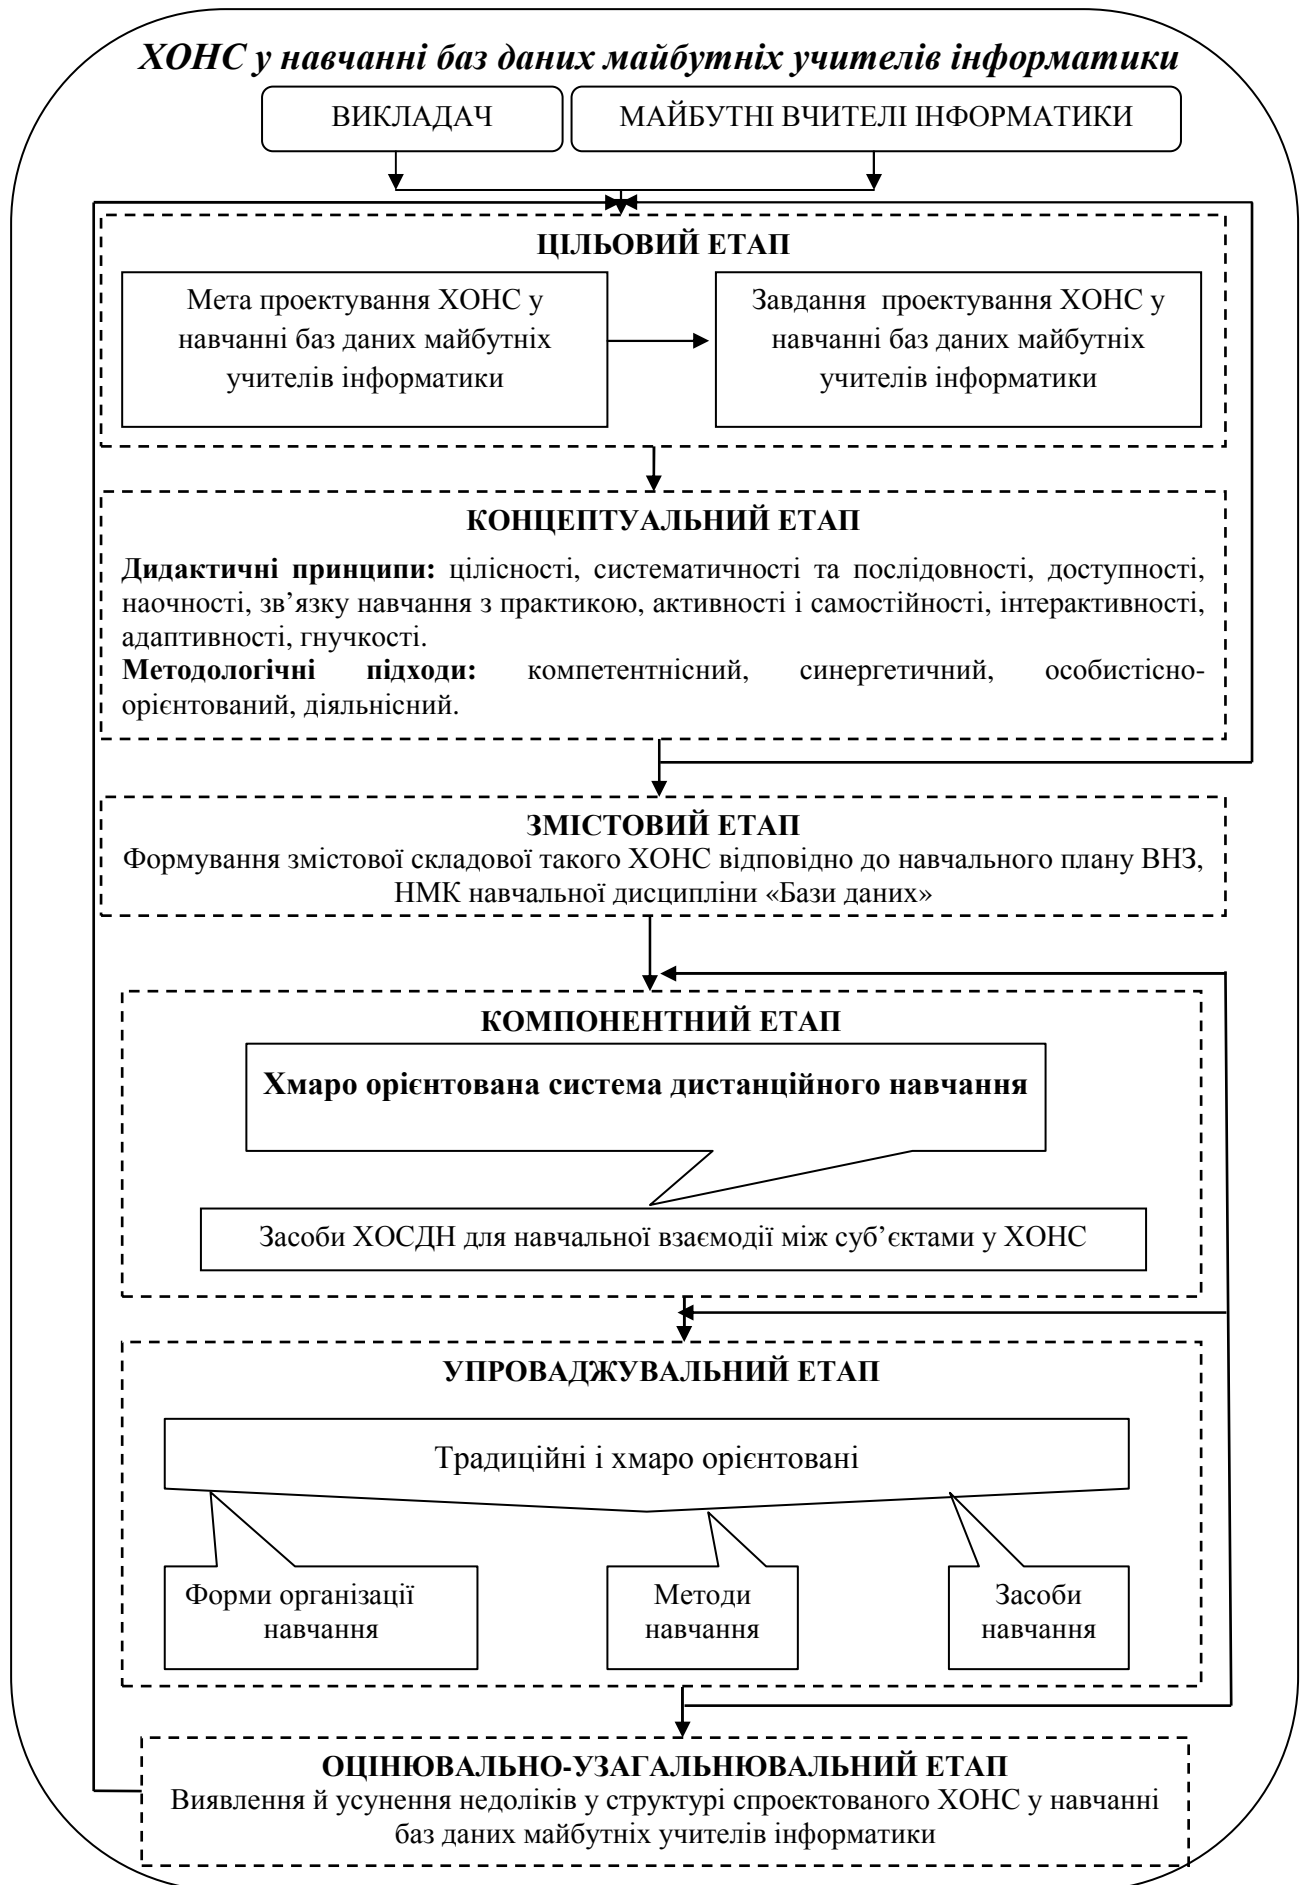 ХОНС у навчанні баз даних майбутніх учителів інформатики
ВИКЛАДАЧ
МАЙБУТНІ ВЧИТЕЛІ ІНФОРМАТИКИ
ЦІЛЬОВИЙ ЕТАП
Мета проектування ХОНС у
навчанні баз даних майбутніх
учителів інформатики
Завдання проектування ХОНС у
навчанні баз даних майбутніх
учителів інформатики
КОНЦЕПТУАЛЬНИЙ ЕТАП
Дидактичні принципи: цілісності, систематичності та послідовності, доступності,
наочності, зв’язку навчання з практикою, активності і самостійності, інтерактивності,
адаптивності, гнучкості.
Методологічні підходи: компетентнісний, синергетичний, особистісно-
орієнтований, діяльнісний.
ЗМІСТОВИЙ ЕТАП
Формування змістової складової такого ХОНС відповідно до навчального плану ВНЗ,
НМК навчальної дисципліни «Бази даних»
КОМПОНЕНТНИЙ ЕТАП
Хмаро орієнтована система дистанційного навчання
Засоби ХОСДН для навчальної взаємодії між суб’єктами у ХОНС
УПРОВАДЖУВАЛЬНИЙ ЕТАП
Традиційні і хмаро орієнтовані
Форми організації
навчання
Методи
навчання
Засоби
навчання
ОЦІНЮВАЛЬНО-УЗАГАЛЬНЮВАЛЬНИЙ ЕТАП
Виявлення й усунення недоліків у структурі спроектованого ХОНС у навчанні
баз даних майбутніх учителів інформатики